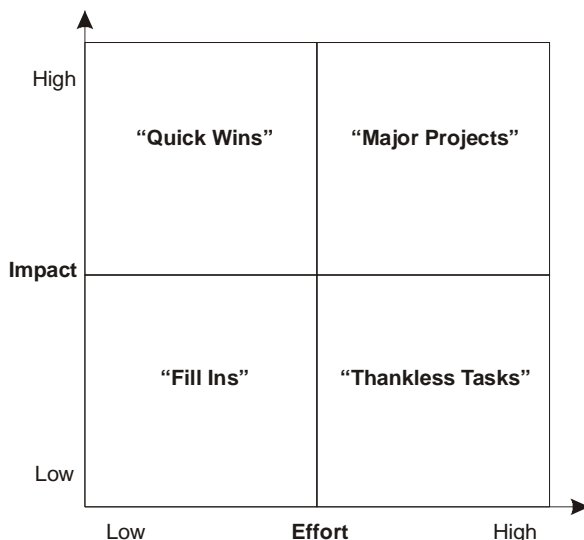 High
“Quick Wins”
“Major Projects”
Impact
“Fill Ins”
“Thankless Tasks”
Low
Low
Effort
High